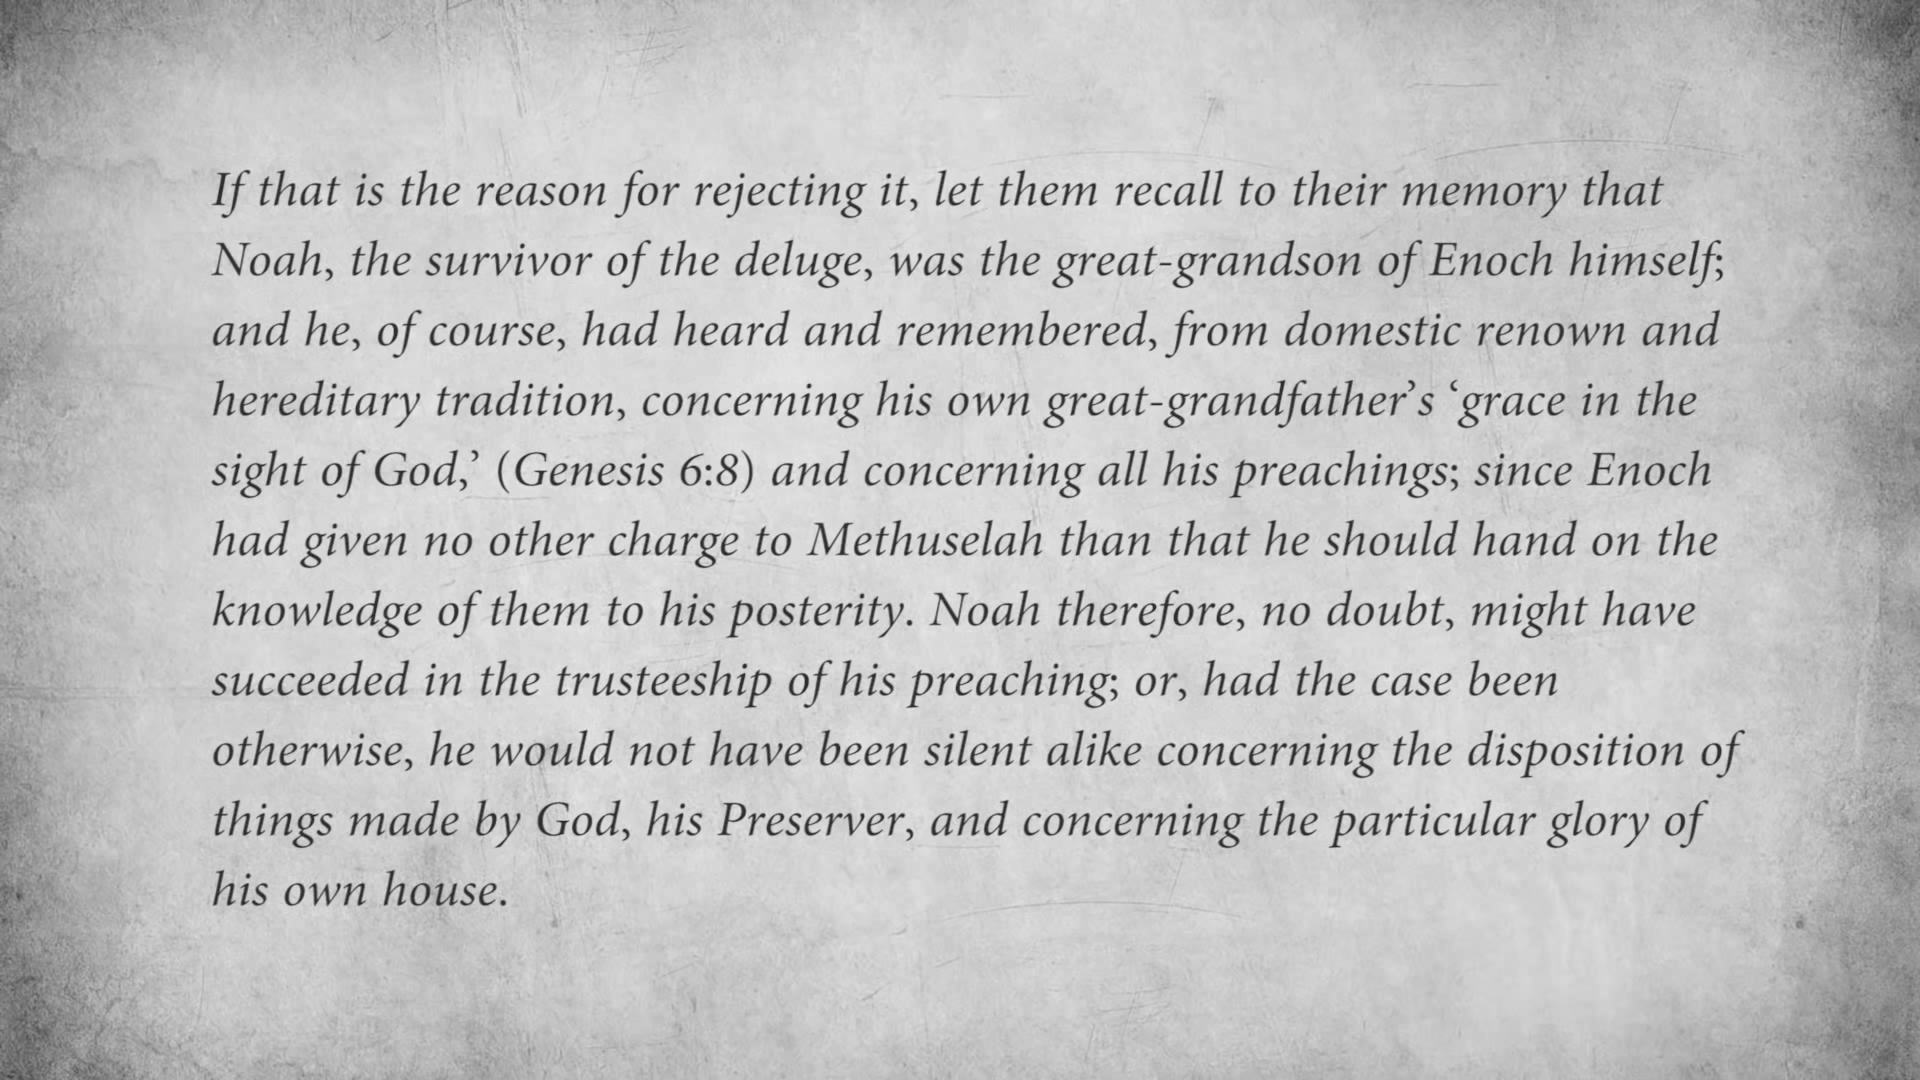 If that is the reason for rejecting it, let them recall to their memory that
Noah, the survivor of the deluge, was the great-grandson of Enoch himself;
and he, of course, had heard and remembered, from domestic renown and
hereditary tradition, concerning his own great-grandfather’s ‘grace in the
sight of God,’ (Genesis 6:8) and concerning all his preachings; since Enoch
had given no other charge to Methuselah than that he should hand on the
knowledge of them to his posterity. Noah therefore, no doubt, might have
succeeded in the trusteeship of his preaching; or, had the case been
otherwise, he would not have been silent alike concerning the disposition of
things made by God, his Preserver, and concerning the particular glory of
his own house.